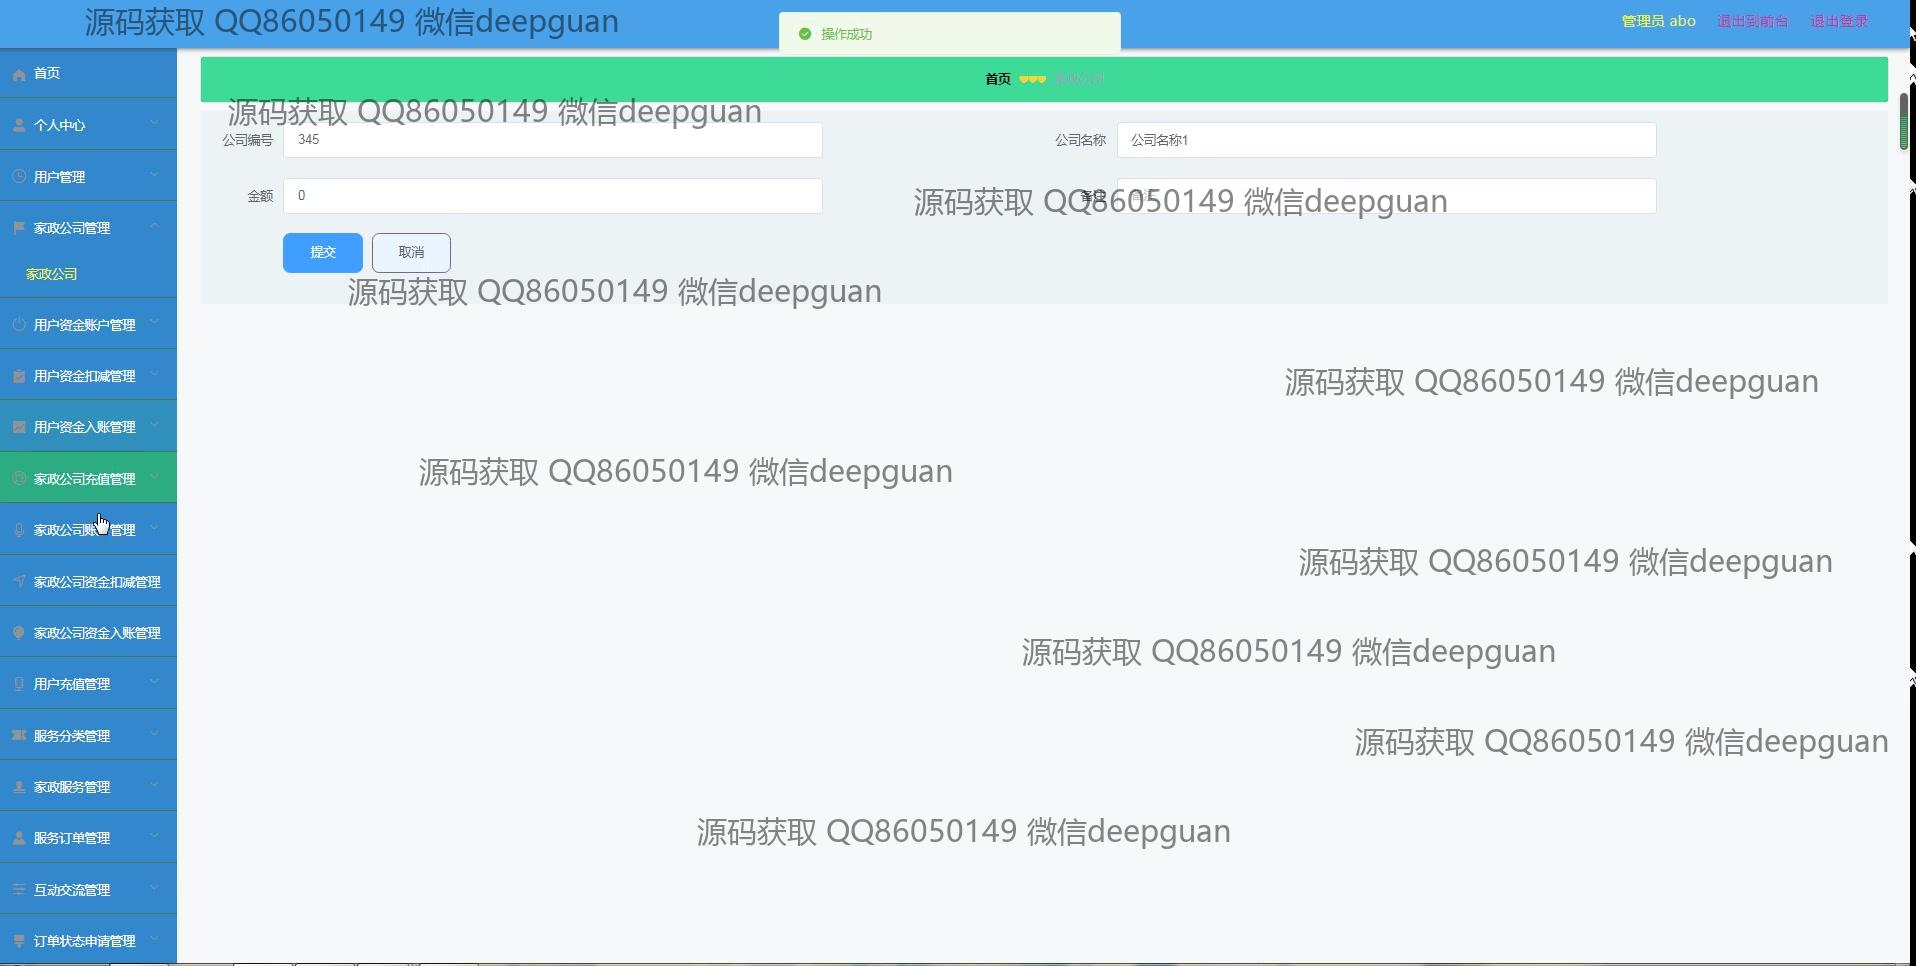 源码获取 QQ86050149 微信deepguan
操作成功
管理员 abo
退出到前台
退出登录
首页
个人中心
用户管理
家政公司管理
家政公司
用户资金账户管理
用户资金扣减管理
用户资金入账管理
家政公司充值管理
家政公司账户管理
家政公司资金扣减管理
家政公司资金入账管理
用户充值管理
服务分类管理
家政服务管理
服务订单管理
互动交流管理
订单状态申请管理
首页 家政公司
源码获取 QQ86050149 微信deepguan
公司编号 345
公司名称 公司名称1
金额 0
备注 备注
源码获取 QQ86050149 微信deepguan
提交 取消
源码获取 QQ86050149 微信deepguan
源码获取 QQ86050149 微信deepguan
源码获取 QQ86050149 微信deepguan
源码获取 QQ86050149 微信deepguan
源码获取 QQ86050149 微信deepguan
源码获取 QQ86050149 微信deepguan
源码获取 QQ86050149 微信deepguan